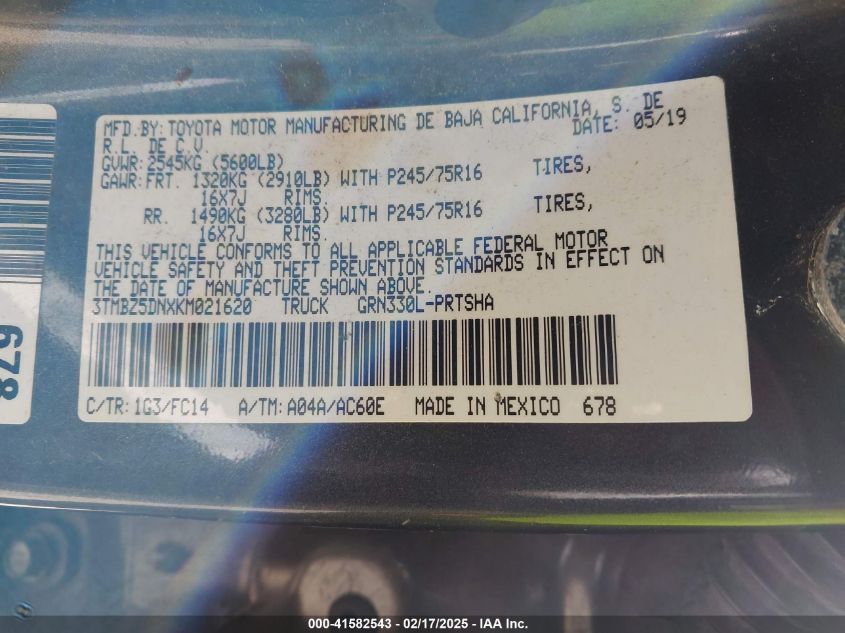 MFD. BY: TOYOTA MOTOR MANUFACTURING DE BAJA CALIFORNIA, S. DE
R.L. DE C.V. DATE: 05/19
GVWR: 2545KG (5600LB)
GAWR: FRT. 1320KG (2910LB) WITH P245/75R16 TIRES,
16X7J RIMS.
RR. 1490KG (3280LB) WITH P245/75R16 TIRES,
16X7J RIMS.
THIS VEHICLE CONFORMS TO ALL APPLICABLE FEDERAL MOTOR
VEHICLE SAFETY AND THEFT PREVENTION STANDARDS IN EFFECT ON
THE DATE OF MANUFACTURE SHOWN ABOVE.
3TMBZ5DNXKM021620 TRUCK GRN330L-PRTSHA
C/TR: 1G3/FC14 A/TM: A04A/AC60E MADE IN MEXICO 678
678
000-41582543 - 02/17/2025 - IAA Inc.